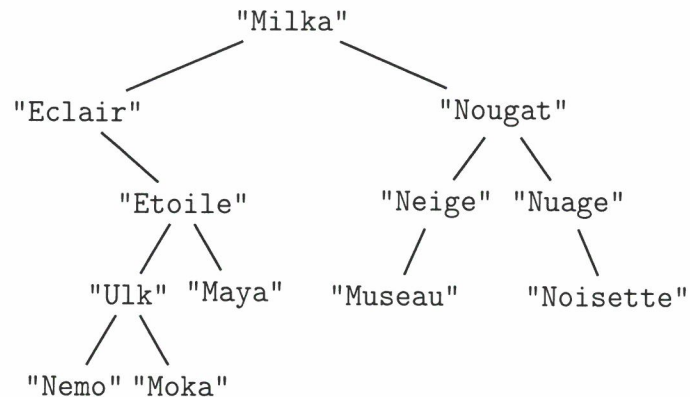 "Milka"
"Eclair" "Nougat"
"Etoile" "Neige" "Nuage"
"Ulk" "Maya" "Museau" "Noisette"
"Nemo" "Moka"